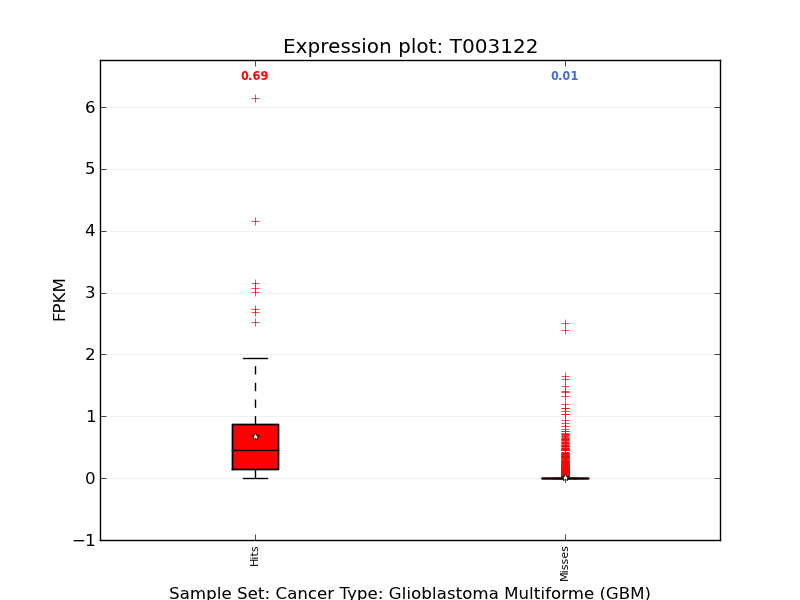 Expression plot: T003122
0.69 0.01
6
5
4
3
2
1
0
−1
FPKM
Hits Misses
Sample Set: Cancer Type: Glioblastoma Multiforme (GBM)